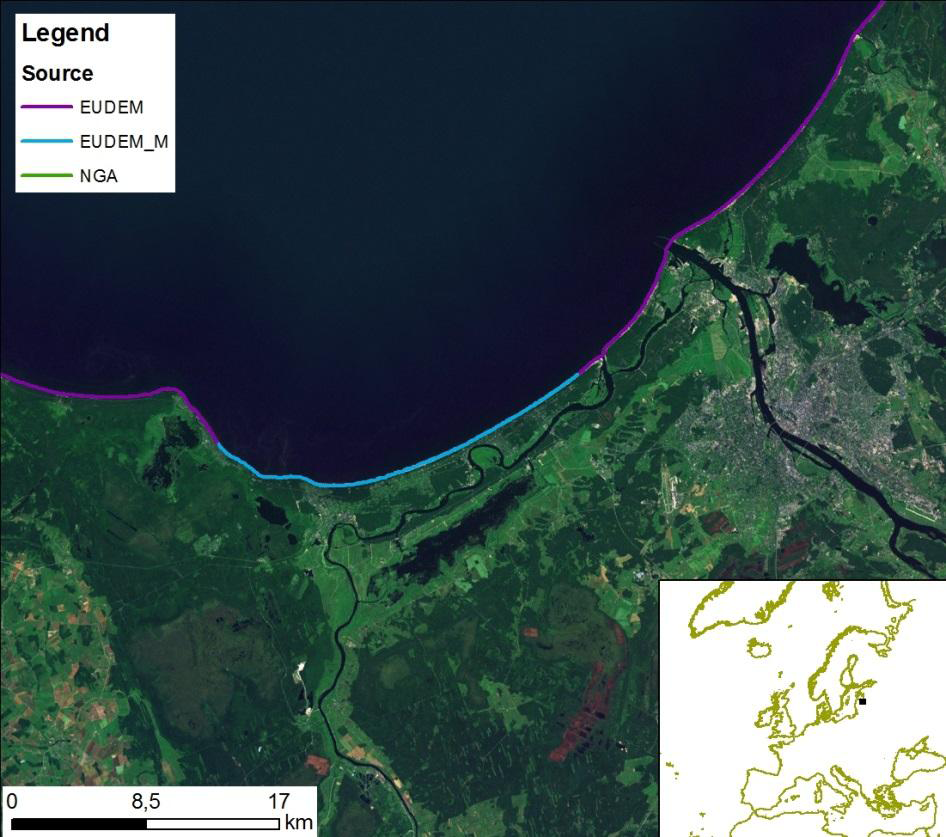 Legend
Source
EUDEM
EUDEM_M
NGA
0 8,5 17
km